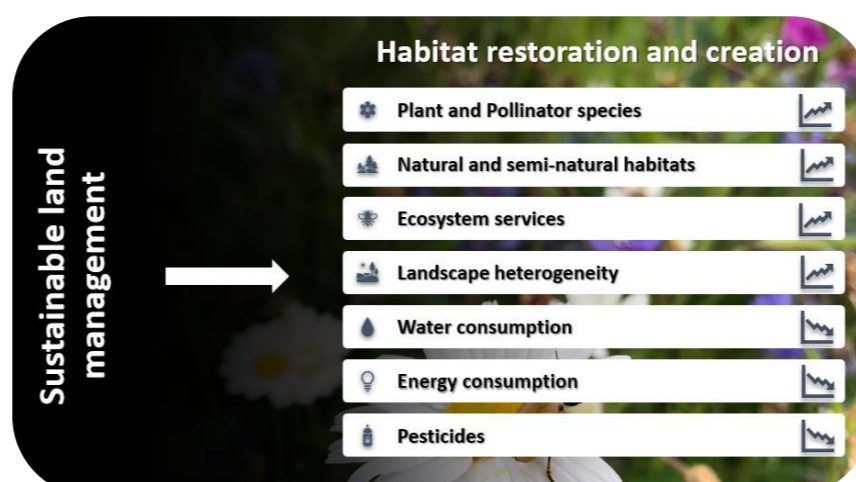 Habitat restoration and creation
Sustainable land
management
Plant and Pollinator species
Natural and semi-natural habitats
Ecosystem services
Landscape heterogeneity
Water consumption
Energy consumption
Pesticides